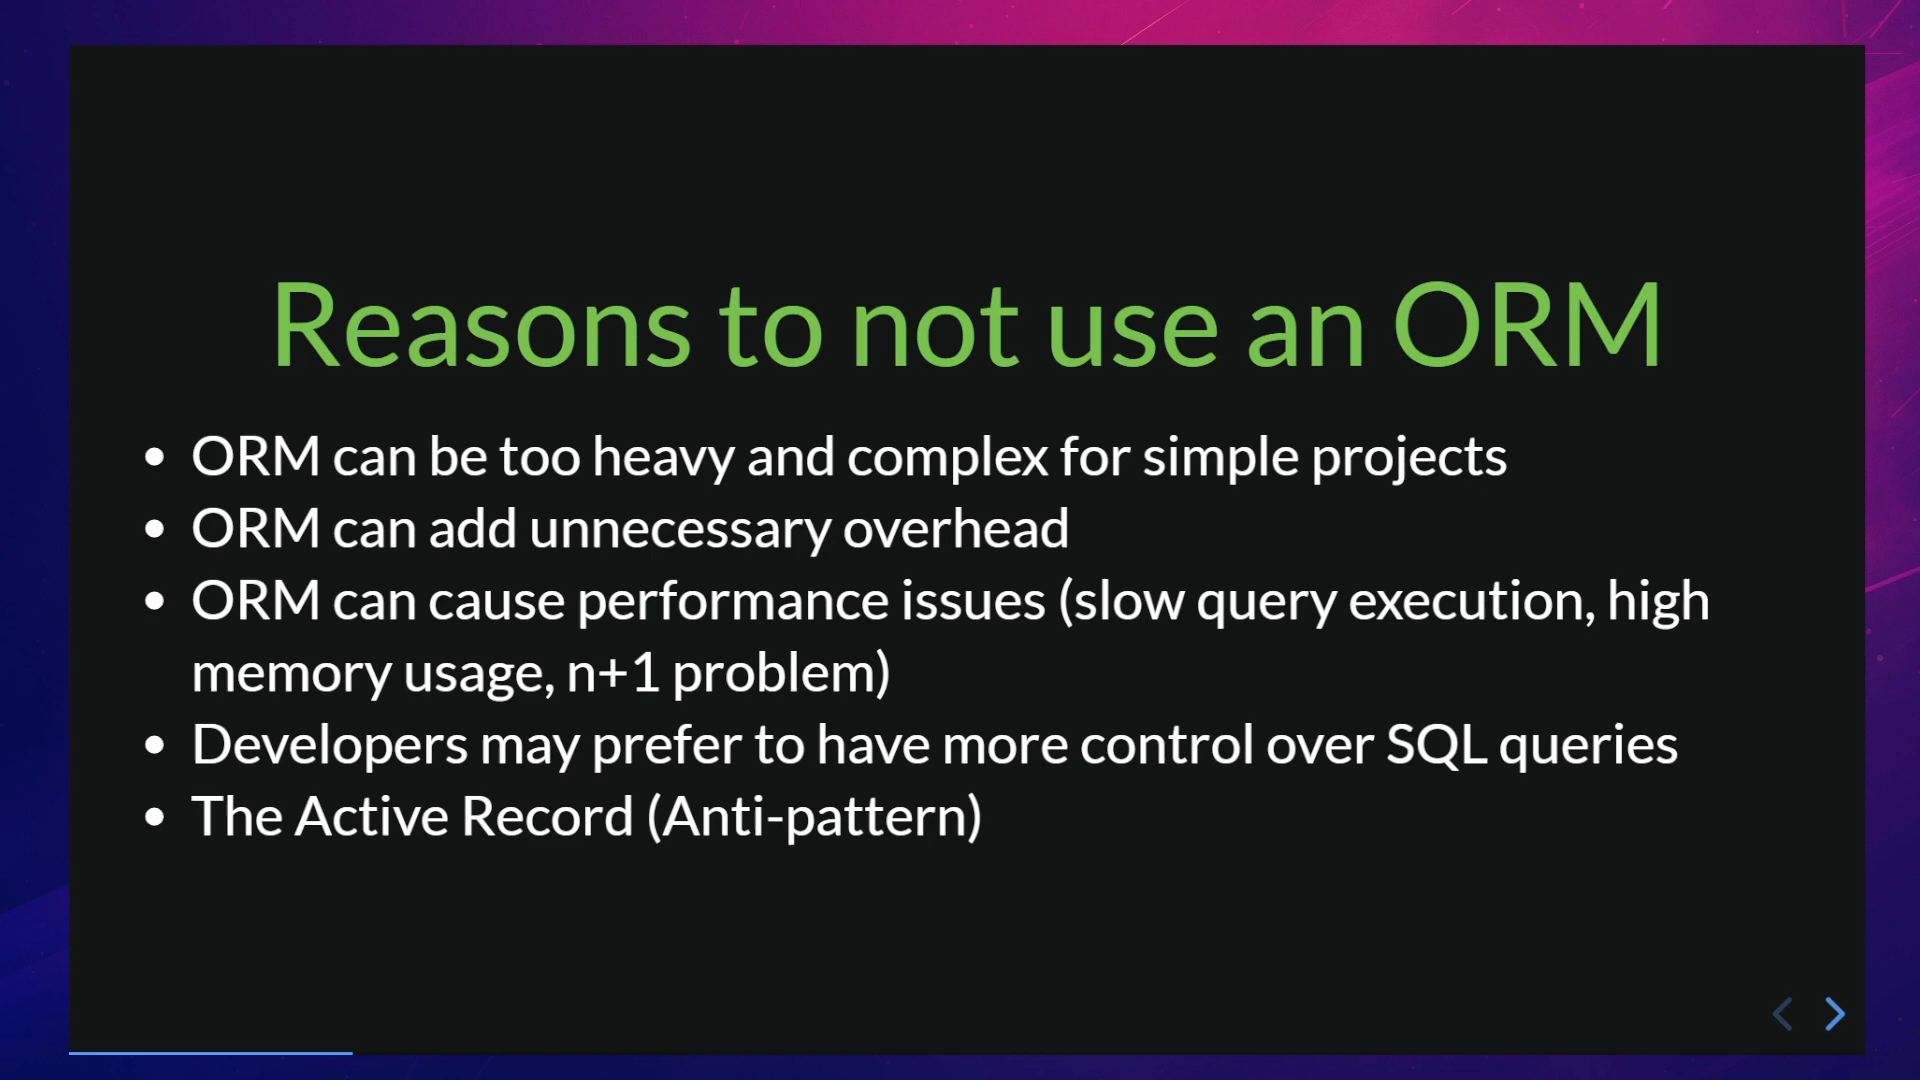 Reasons to not use an ORM
• ORM can be too heavy and complex for simple projects
• ORM can add unnecessary overhead
• ORM can cause performance issues (slow query execution, high
memory usage, n+1 problem)
• Developers may prefer to have more control over SQL queries
• The Active Record (Anti-pattern)